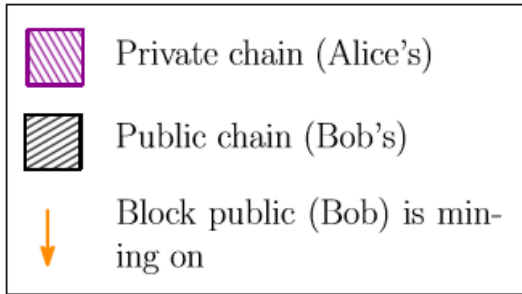 Private chain (Alice's)
Public chain (Bob's)
Block public (Bob) is min-
ing on